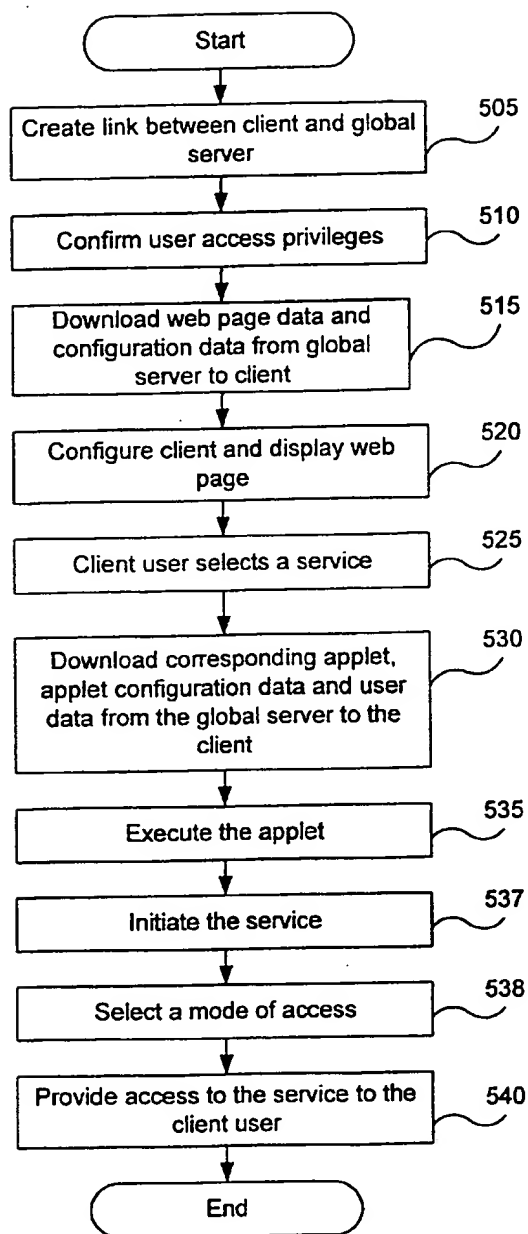 Start
Create link between client and global
server
505
Confirm user access privileges
510
Download web page data and
configuration data from global
server to client
515
Configure client and display web
page
520
Client user selects a service
525
Download corresponding applet,
applet configuration data and user
data from the global server to the
client
530
Execute the applet
535
Initiate the service
537
Select a mode of access
538
Provide access to the service to the
client user
540
End